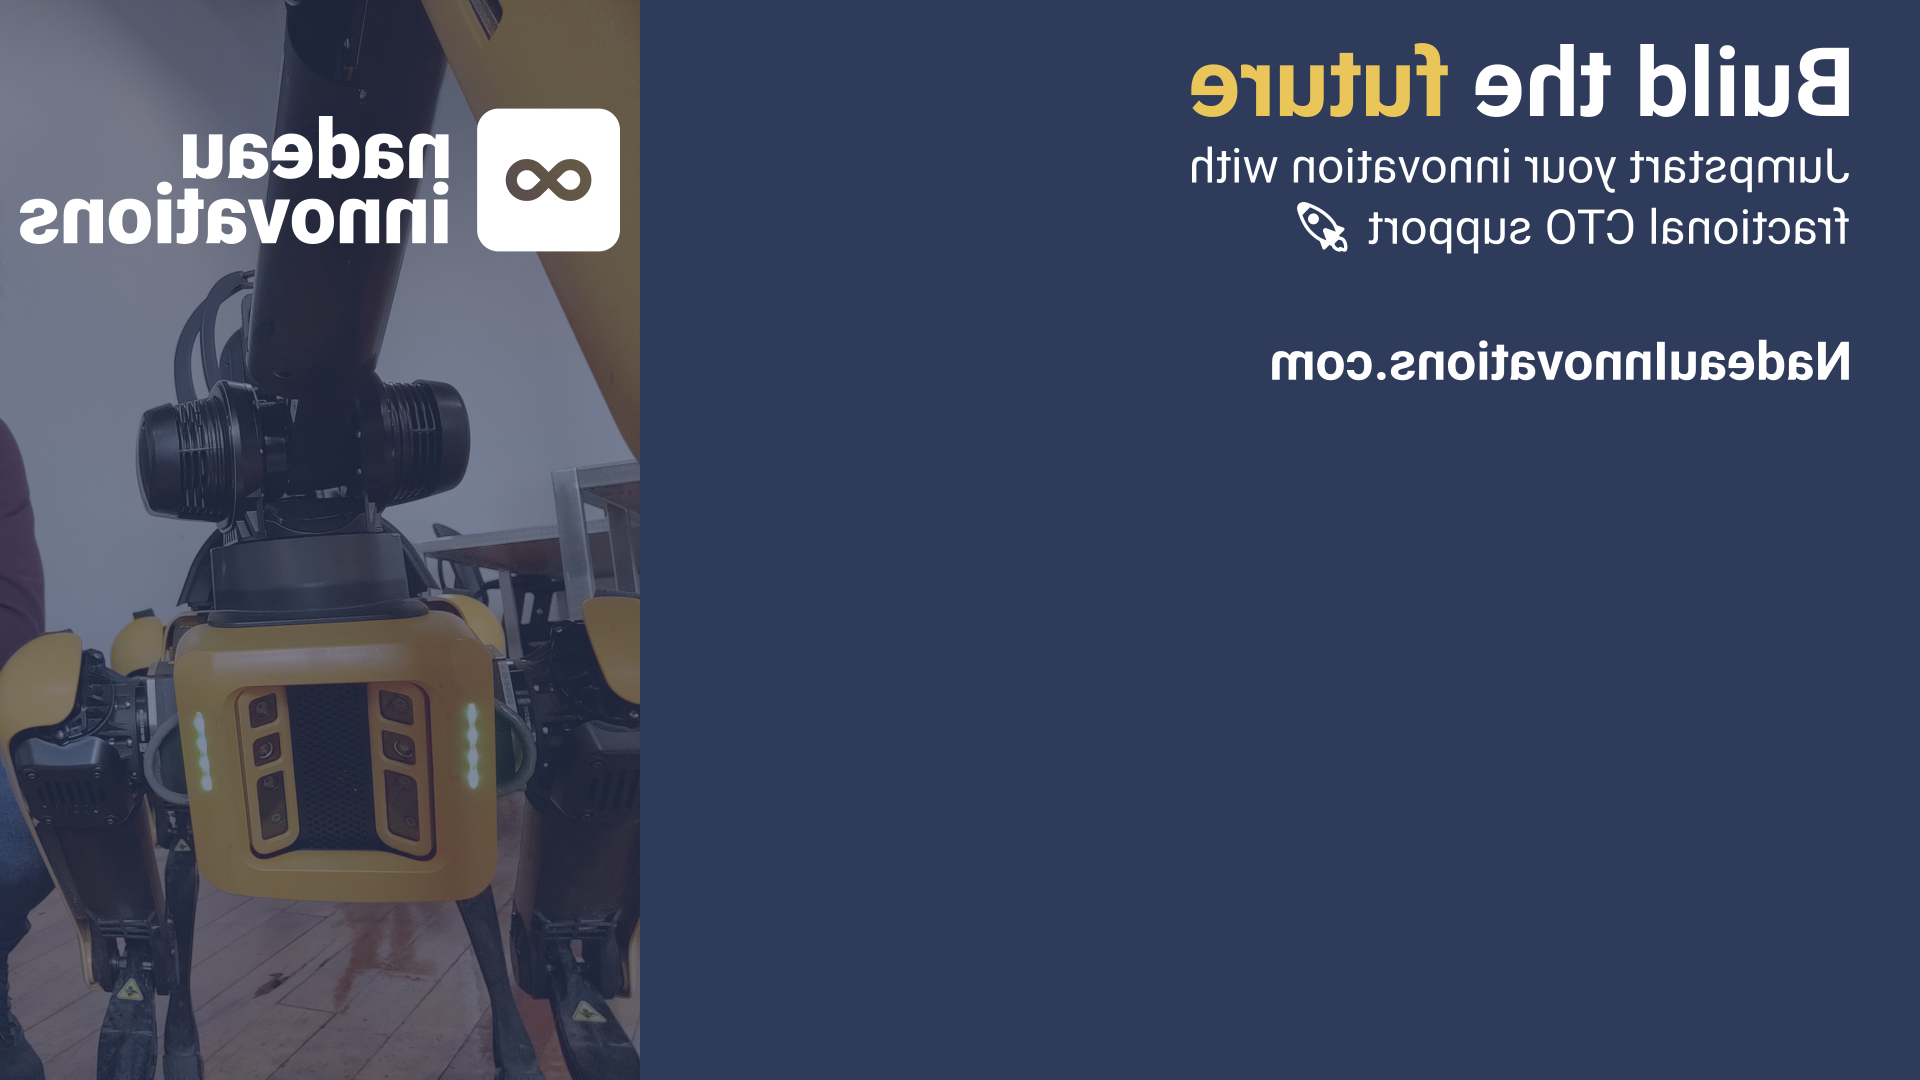 Build the future
Jumpstart your innovation with
fractional CTO support 🚀
NadeauInnovations.com
nadeau
innovations